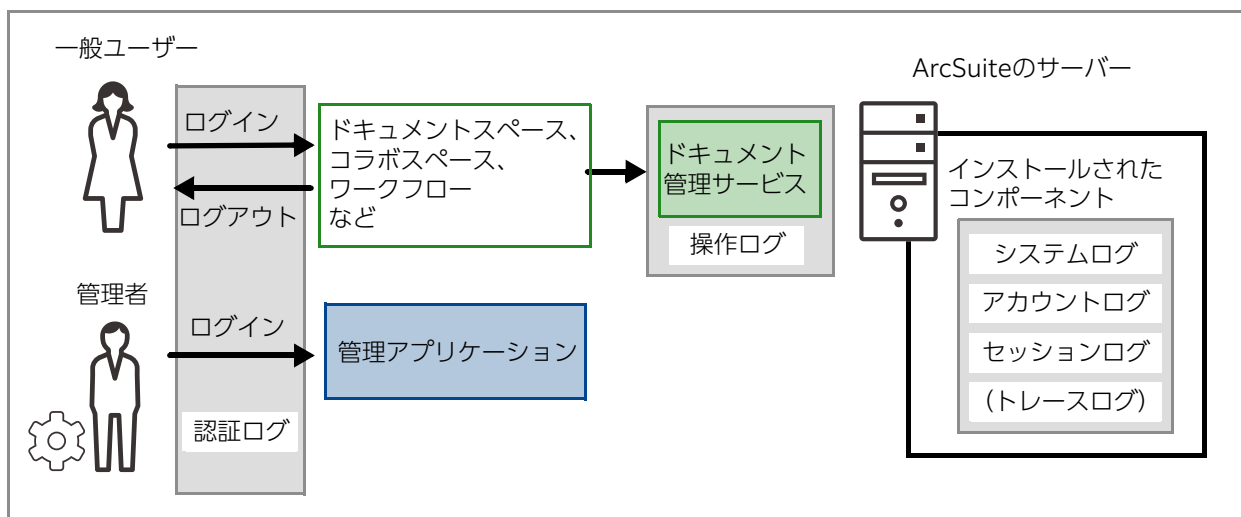 一般ユーザー
ログイン
ログアウト
ドキュメントスペース、
コラボスペース、
ワークフロー
など
ドキュメント
管理サービス
操作ログ
管理者
ログイン
認証ログ
管理アプリケーション
ArcSuiteのサーバー
インストールされた
コンポーネント
システムログ
アカウントログ
セッションログ
（トレースログ）